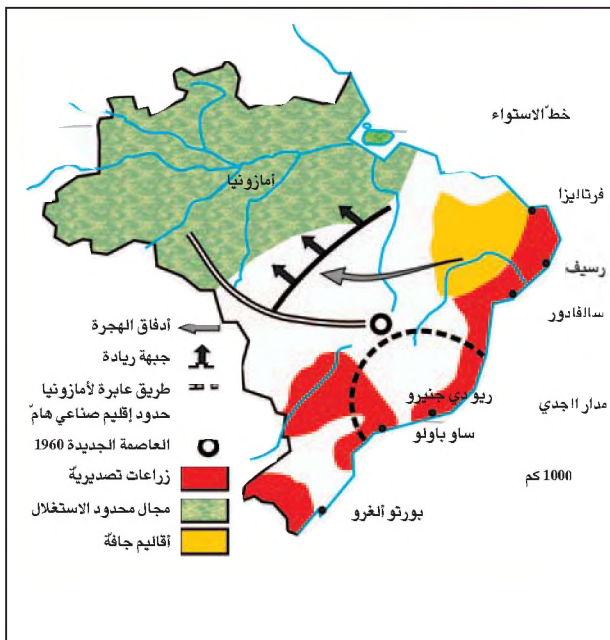 خطّ الاستواء
أمازونيا
فرتاليزا
رسيف
سالفادور
أدفاق الهجرة
جبهة ريادة
طريق عابرة لأمازونيا
حدود إقليم صناعي هامّ
ريو دي جنيرو
مدار الجدي
ساو باولو
العاصمة الجديدة 1960
زراعات تصديريّة
1000 كم
مجال محدود الاستغلال
بورتو ألغرو
أقاليم جافّة